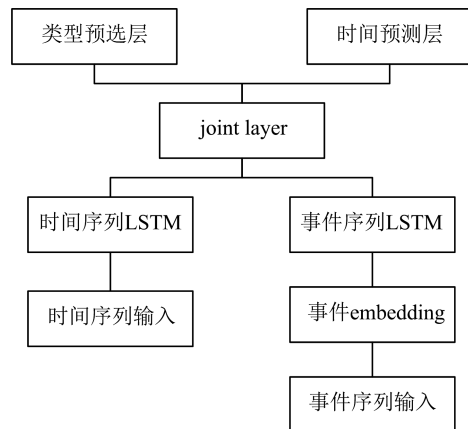 类型预选层
时间预测层
joint layer
时间序列LSTM
事件序列LSTM
时间序列输入
事件embedding
事件序列输入